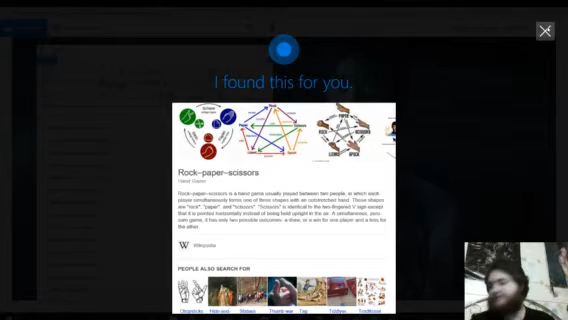 I found this for you.
Rock–paper–scissors
Hand Game
Rock–paper–scissors is a hand game usually played between two people, in which each
player simultaneously forms one of three shapes with an outstretched hand. These shapes
are "rock", "paper", and "scissors". "Scissors" is identical to the two-fingered V sign except
that it is pointed horizontally instead of being held upright in the air. A simultaneous, zero-
sum game, it has only two possible outcomes: a draw, or a win for one player and a loss for
the other.
W Wikipedia
PEOPLE ALSO SEARCH FOR
Chopsticks
Thumb war
Tag